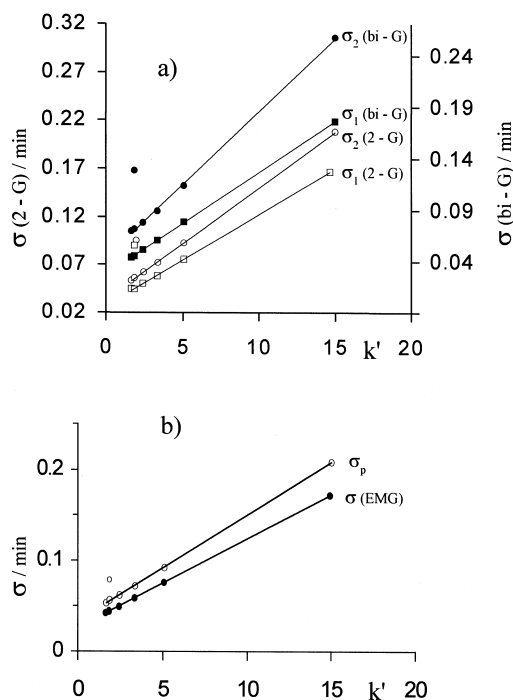 a)
σ (2 - G) / min
0.32
0.27
0.22
0.17
0.12
0.07
0.02
σ (bi - G) / min
0.24
0.19
0.14
0.09
0.04
σ₂ (bi - G)
σ₁ (bi - G)
σ₂ (2 - G)
σ₁ (2 - G)
0 5 10 15 k' 20
b)
σ / min
0.2
0.1
0
σₚ
σ (EMG)
0 5 10 15 k' 20